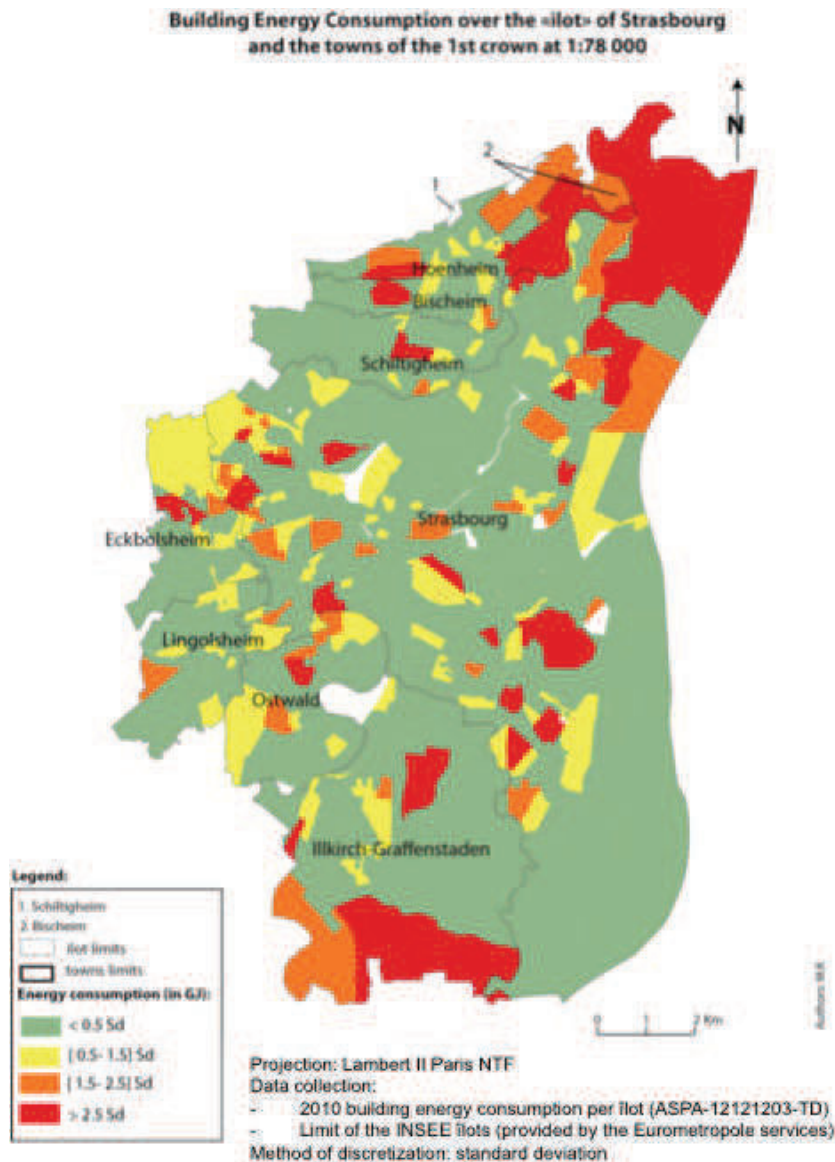 Building Energy Consumption over the «ilot» of Strasbourg
and the towns of the 1st crown at 1:78 000
N
2
1
Hoenheim
Bischeim
Schiltigheim
Strasbourg
Eckbolsheim
Lingolsheim
Ostwald
Illkirch-Graffenstaden
Legend:
1. Schiltigheim
2. Bischeim
îlot limits
towns limits
Energy consumption (in GJ):
< 0.5 Sd
[ 0.5- 1.5] Sd
[ 1.5- 2.5] Sd
> 2.5 Sd
0 1 2 Km
Projection: Lambert II Paris NTF
Data collection:
- 2010 building energy consumption per îlot (ASPA-12121203-TD)
- Limit of the INSEE îlots (provided by the Eurometropole services)
Method of discretization: standard deviation